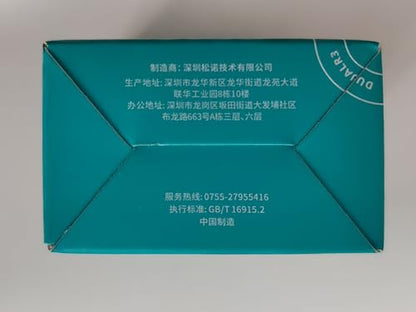 制造商: 深圳松诺技术有限公司
生产地址: 深圳市龙华新区龙华街道龙苑大道
联华工业园8栋10楼
办公地址: 深圳市龙岗区坂田街道大发埔社区
布龙路663号A栋三层、六层
DUJALR3
服务热线: 0755-27955416
执行标准: GB/T 16915.2
中国制造